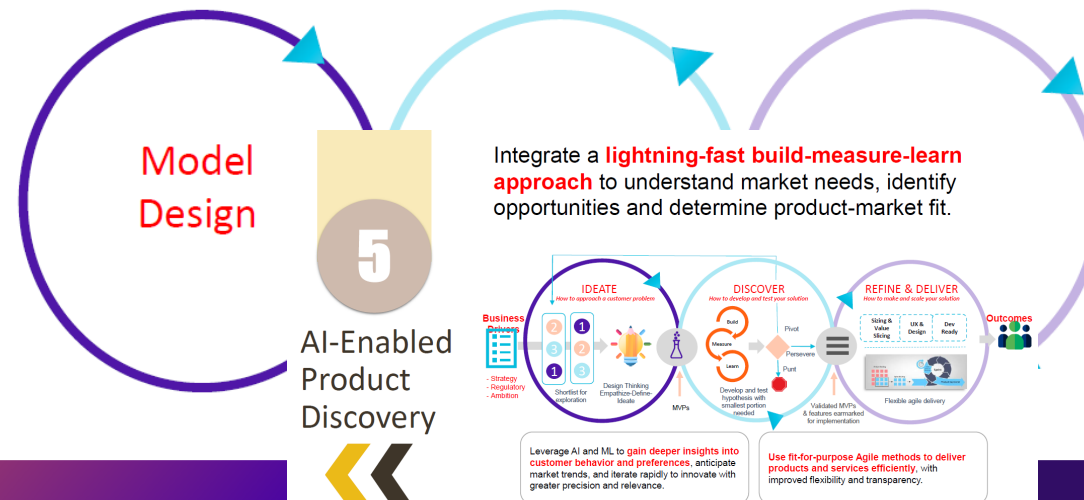 Model
Design
5
AI-Enabled
Product
Discovery
Integrate a lightning-fast build-measure-learn
approach to understand market needs, identify
opportunities and determine product-market fit.
IDEATE
How to approach a customer problem
DISCOVER
How to develop and test your solution
REFINE & DELIVER
How to make and scale your solution
Business
Drivers
- Strategy
- Regulatory
- Ambition
2
3
1
1
2
3
Shortlist for
exploration
Design Thinking
Empathize-Define-
Ideate
MVPs
Build
Measure
Learn
Develop and test
hypothesis with
smallest portion
needed
Pivot
Persevere
Punt
Validated MVPs
& features earmarked
for implementation
Sizing &
Value
Slicing
UX &
Design
Dev
Ready
Flexible agile delivery
Outcomes
Leverage AI and ML to gain deeper insights into
customer behavior and preferences, anticipate
market trends, and iterate rapidly to innovate with
greater precision and relevance.
Use fit-for-purpose Agile methods to deliver
products and services efficiently, with
improved flexibility and transparency.